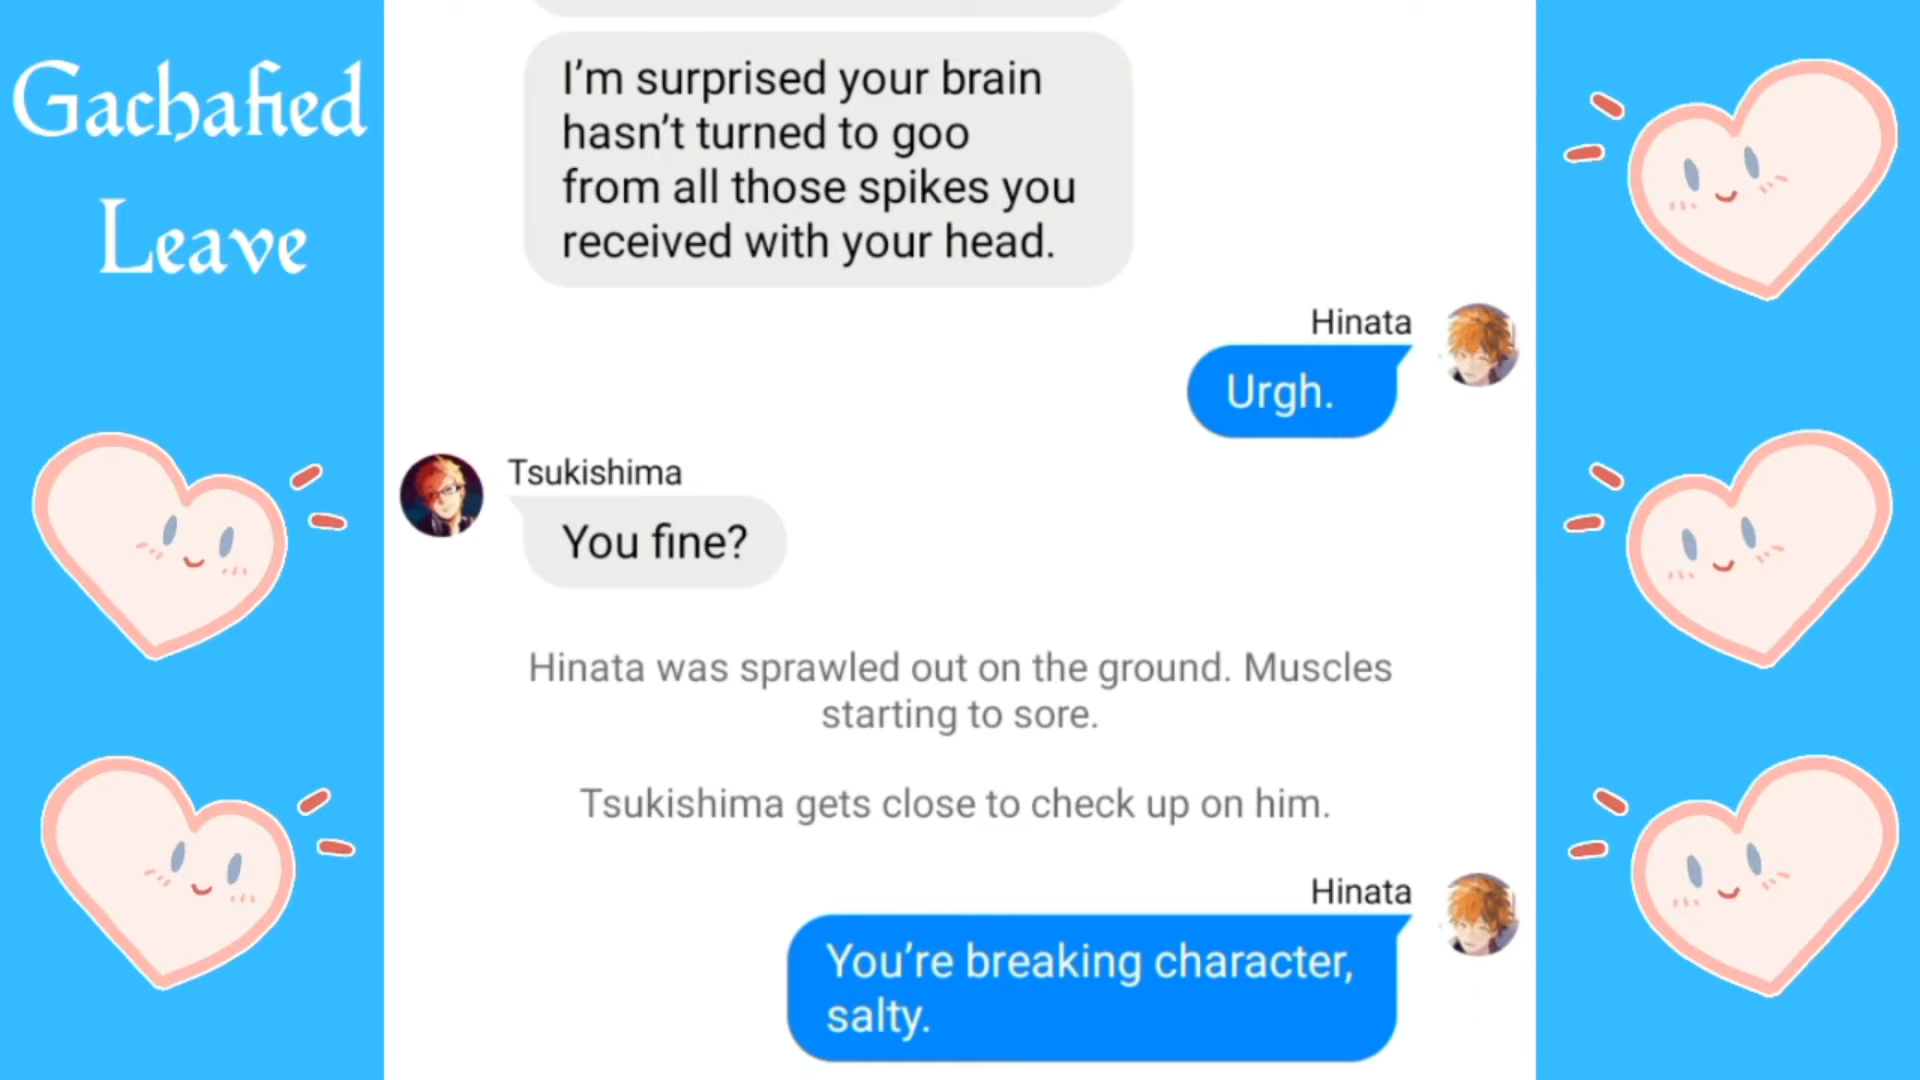 Gachafied
Leave
I’m surprised your brain
hasn’t turned to goo
from all those spikes you
received with your head.
Hinata
Urgh.
Tsukishima
You fine?
Hinata was sprawled out on the ground. Muscles
starting to sore.
Tsukishima gets close to check up on him.
Hinata
You’re breaking character,
salty.